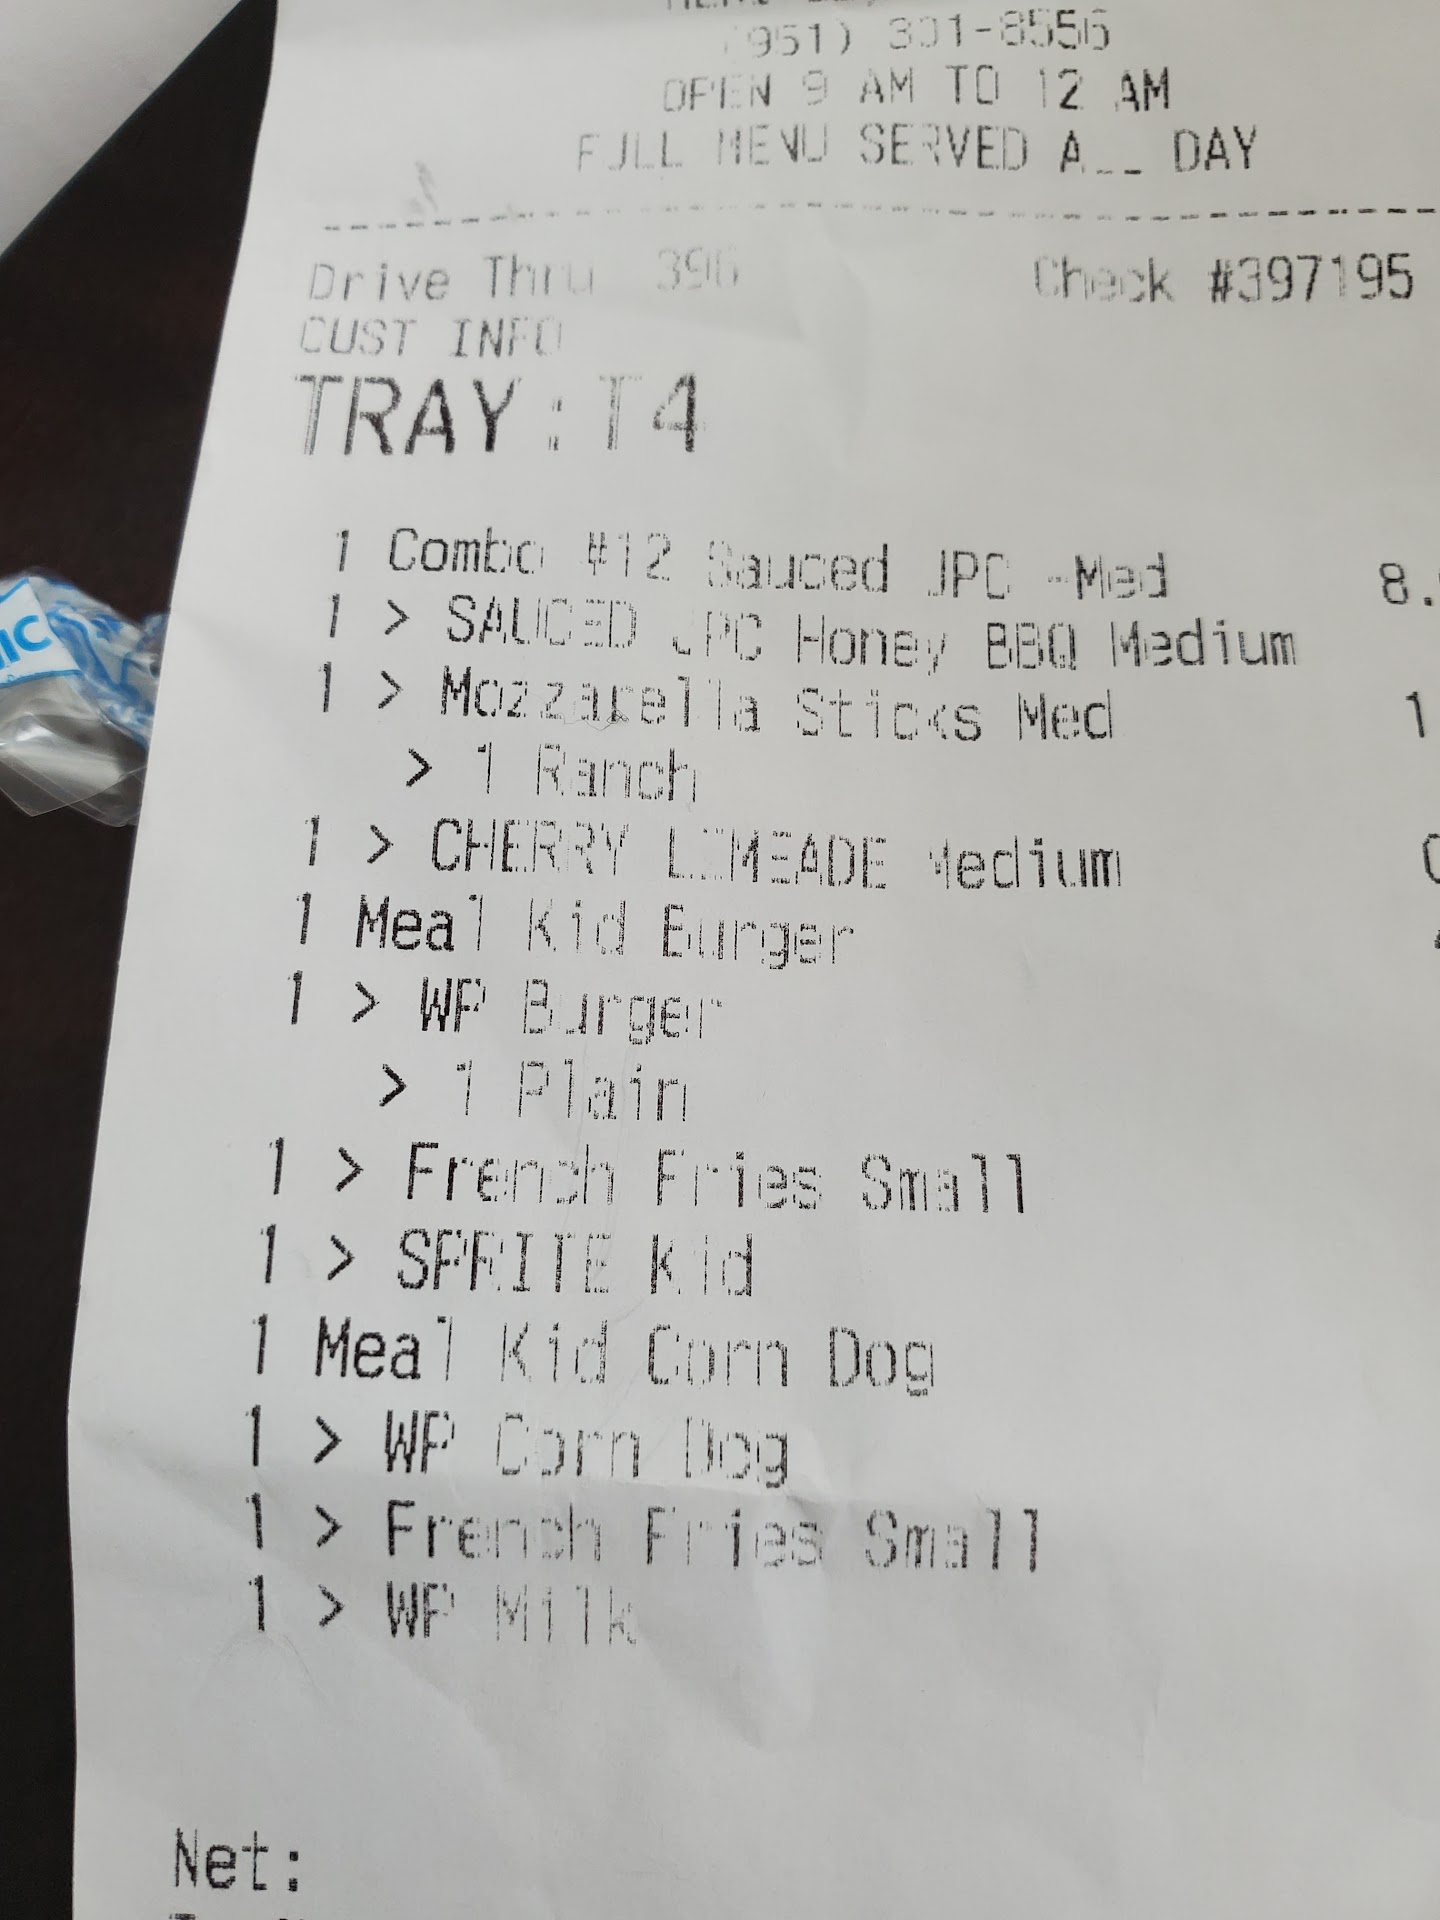 (951) 301-8556
OPEN 9 AM TO 12 AM
FULL MENU SERVED ALL DAY
Drive Thru 396 Check #397195
CUST INFO
TRAY:T4
1 Combo #12 Sauced JPC -Med 8.
1 > SAUCED JPC Honey BBQ Medium
1 > Mozzarella Sticks Med 1
> 1 Ranch
1 > CHERRY LIMEADE Medium
1 Meal Kid Burger
1 > WP Burger
> 1 Plain
1 > French Fries Small
1 > SPRITE Kid
1 Meal Kid Corn Dog
1 > WP Corn Dog
1 > French Fries Small
1 > WP Milk
IC
Net: